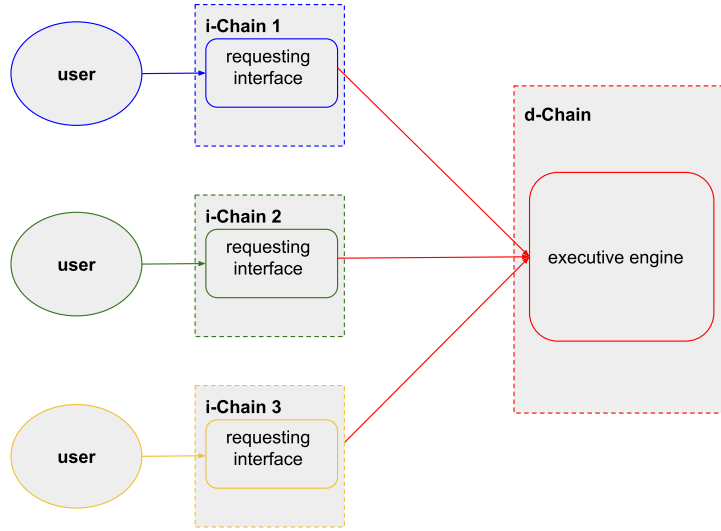 i-Chain 1
user
requesting
interface
d-Chain
i-Chain 2
user
requesting
interface
executive engine
i-Chain 3
user
requesting
interface